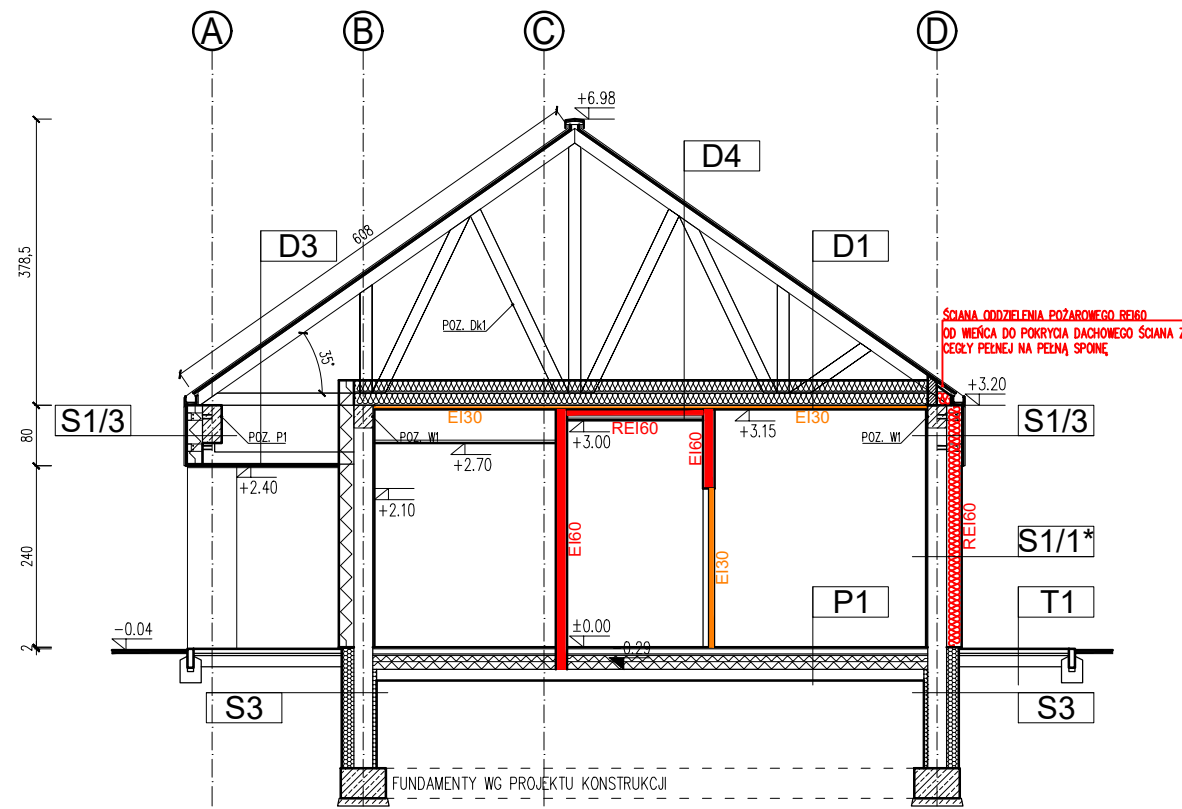 A B C D
+6.98
D4
608
D3
D1
378,5
POZ. Dk1
35°
ŚCIANA ODDZIELENIA POŻAROWEGO REI60
OD WIEŃCA DO POKRYCIA DACHOWEGO ŚCIANA Z
CEGŁY PEŁNEJ NA PEŁNĄ SPOINĘ
+3.20
EI30
EI30
S1/3
POZ. P1
POZ. W1
+3.00
REI60
EI60
+3.15
POZ. W1
S1/3
80
+2.70
+2.40
+2.10
EI60
REI60
S1/1*
EI30
240
P1
T1
-0.04
±0.00
2
0.29
S3
S3
FUNDAMENTY WG PROJEKTU KONSTRUKCJI